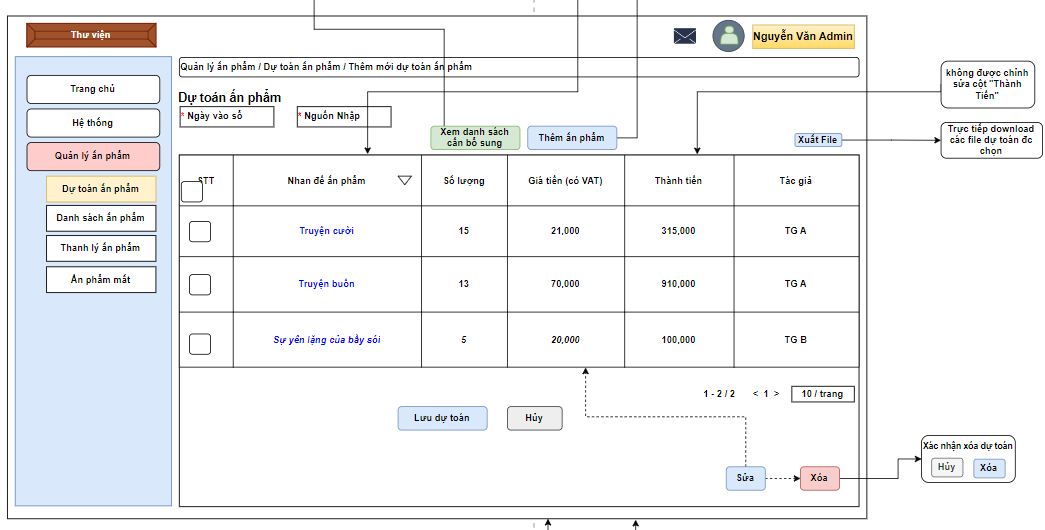 Thư viện
Nguyễn Văn Admin
Quản lý ấn phẩm / Dự toán ấn phẩm / Thêm mới dự toán ấn phẩm
Trang chủ
Hệ thống
Quản lý ấn phẩm
Dự toán ấn phẩm
Danh sách ấn phẩm
Thanh lý ấn phẩm
Ấn phẩm mất
Dự toán ấn phẩm
* Ngày vào sổ
* Nguồn Nhập
Xem danh sách
cần bổ sung
Thêm ấn phẩm
Xuất File
không được chỉnh
sửa cột "Thành
Tiền"
Trực tiếp download
các file dự toán đc
chọn
STT
Nhan đề ấn phẩm
Số lượng
Giá tiền (có VAT)
Thành tiền
Tác giả
Truyện cười
15
21,000
315,000
TG A
Truyện buồn
13
70,000
910,000
TG A
Sự yên lặng của bầy sói
5
20,000
100,000
TG B
1 - 2 / 2
< 1 >
10 / trang
Lưu dự toán
Hủy
Sửa
Xóa
Xác nhận xóa dự toán
Hủy
Xóa